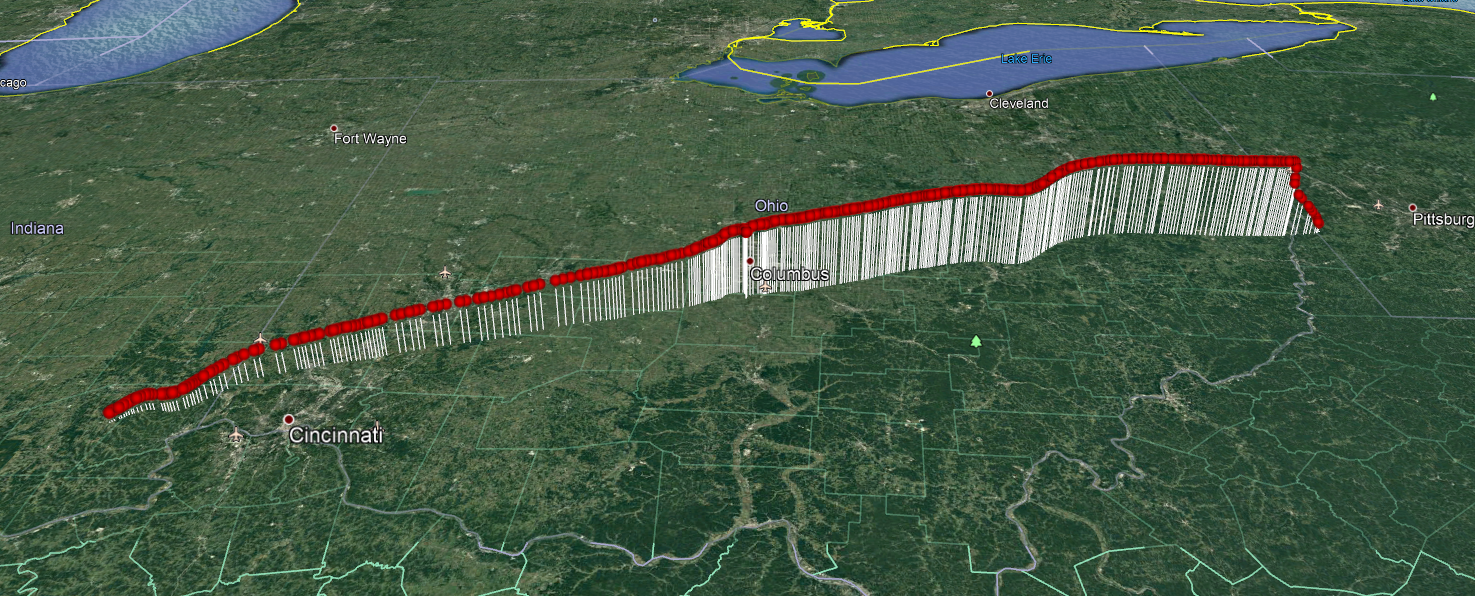 Lake Erie
cago
Cleveland
Fort Wayne
Ohio
Pittsburg
Indiana
Columbus
Cincinnati